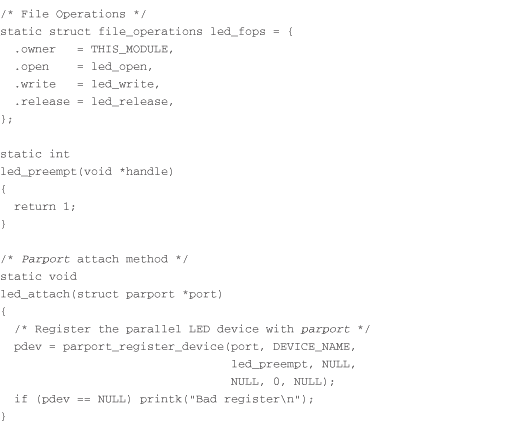 /* File Operations */
static struct file_operations led_fops = {
  .owner   = THIS_MODULE,
  .open    = led_open,
  .write   = led_write,
  .release = led_release,
};

static int
led_preempt(void *handle)
{
  return 1;
}

/* Parport attach method */
static void
led_attach(struct parport *port)
{
  /* Register the parallel LED device with parport */
  pdev = parport_register_device(port, DEVICE_NAME,
                                 led_preempt, NULL,
                                 NULL, 0, NULL);
  if (pdev == NULL) printk("Bad register\n");
}